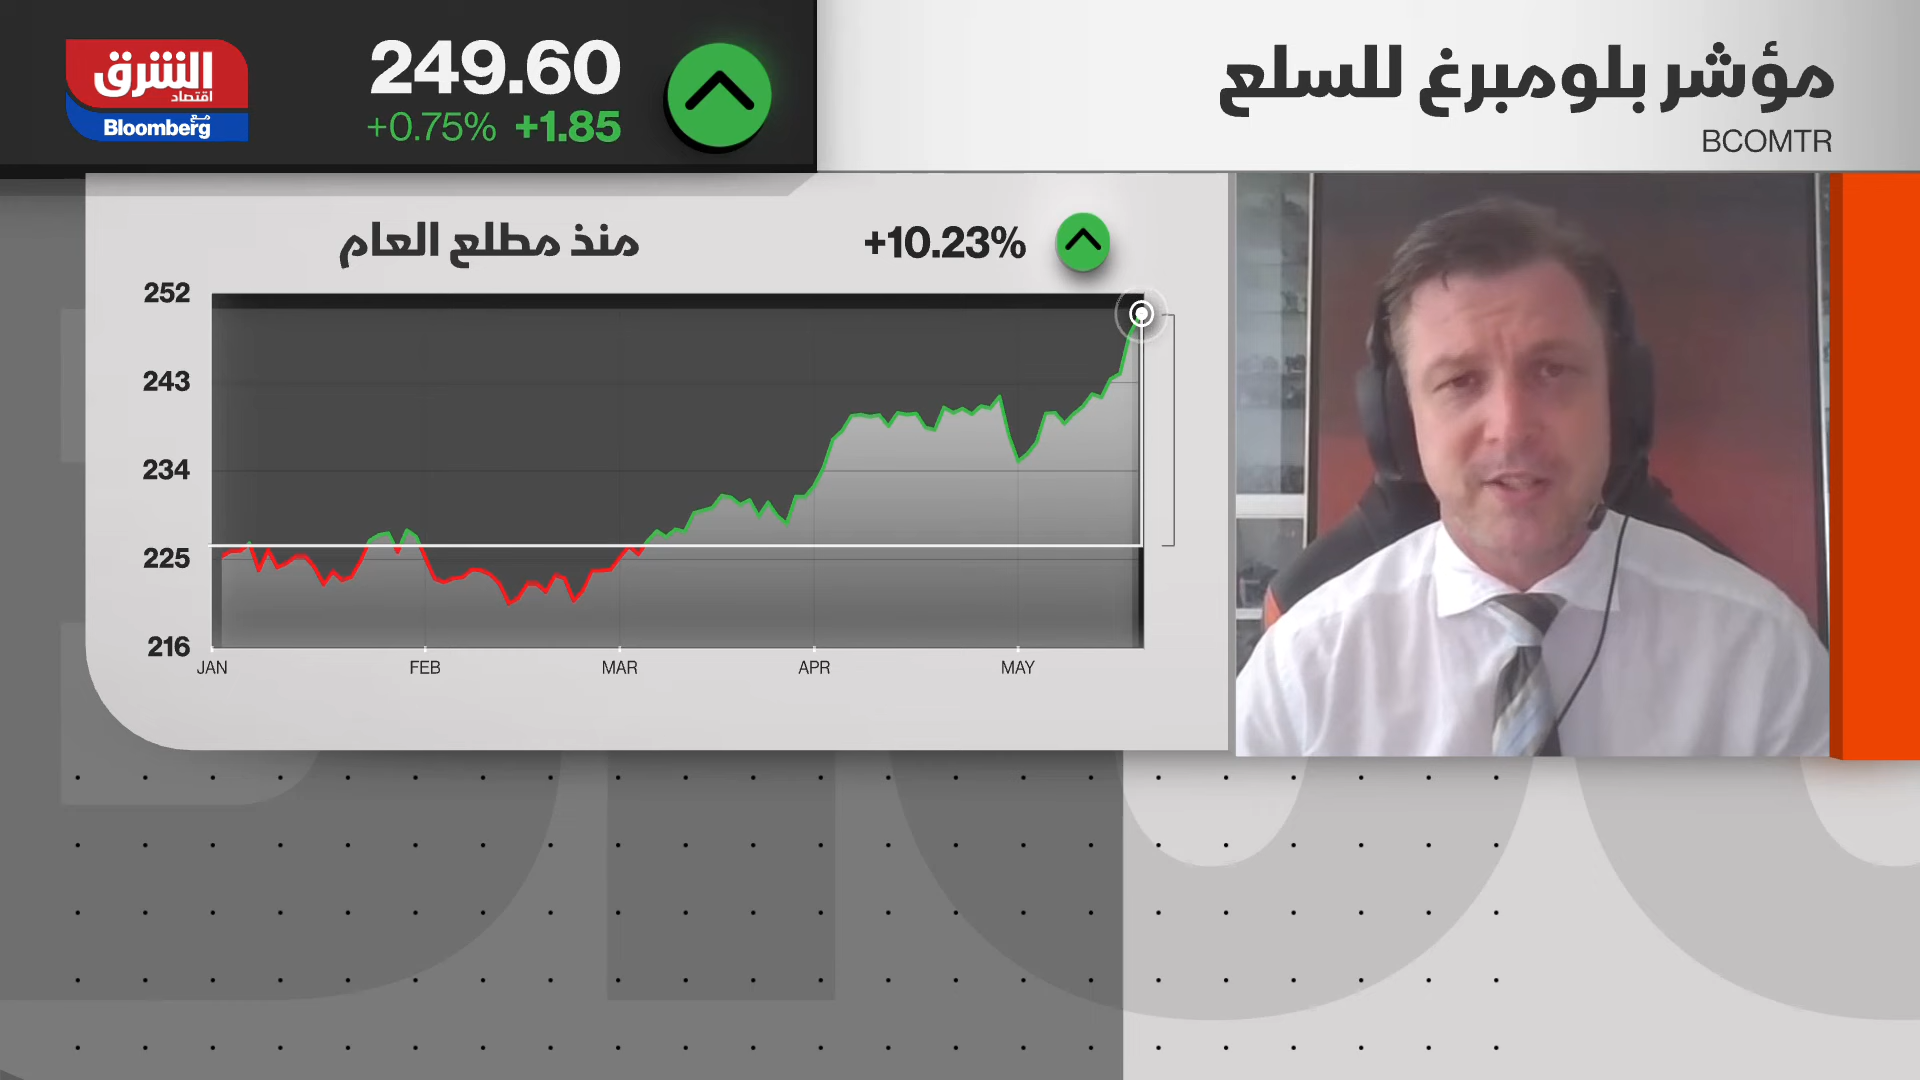 مؤشر بلومبرغ للسلع
BCOMTR
249.60
+0.75% +1.85
الشرق
اقتصاد
مع
Bloomberg
منذ مطلع العام
+10.23%
252
243
234
225
216
JAN FEB MAR APR MAY